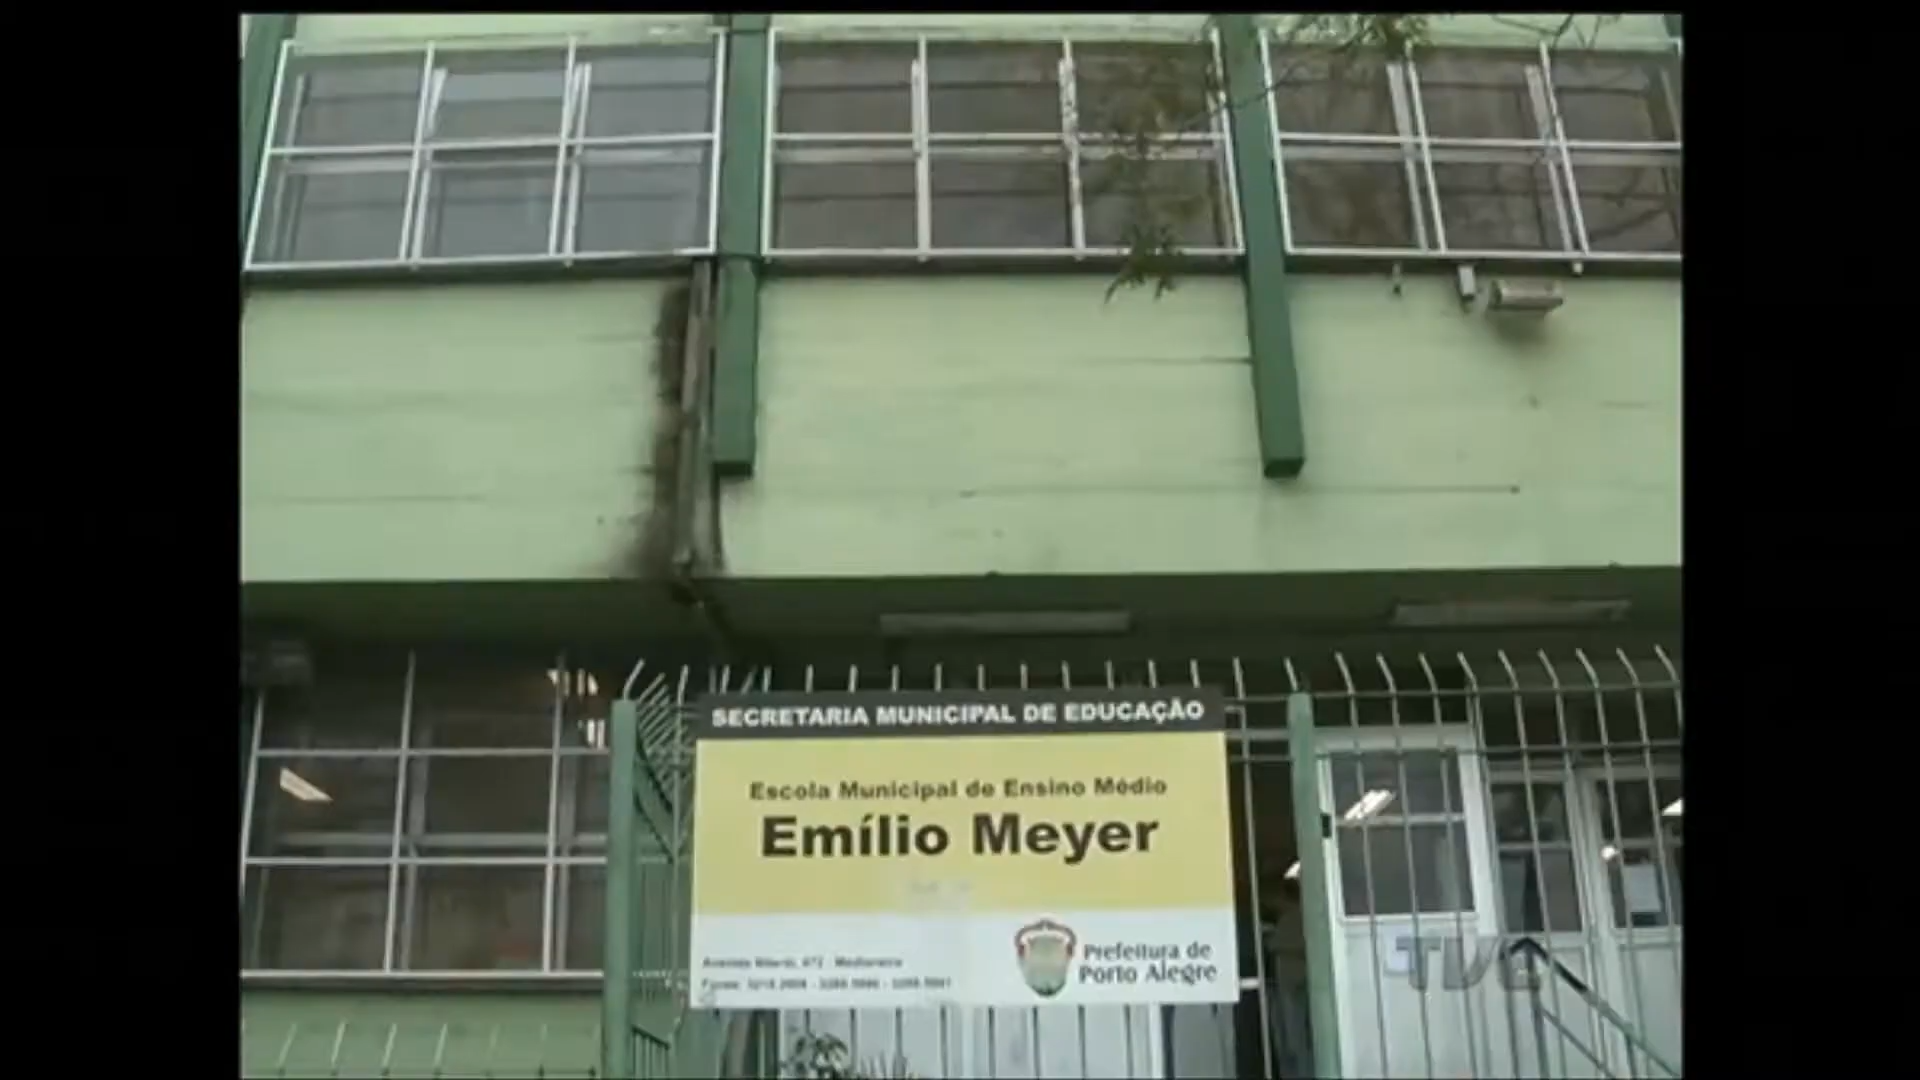 SECRETARIA MUNICIPAL DE EDUCAÇÃO
Escola Municipal de Ensino Médio
Emílio Meyer
Prefeitura de
Porto Alegre
TVE